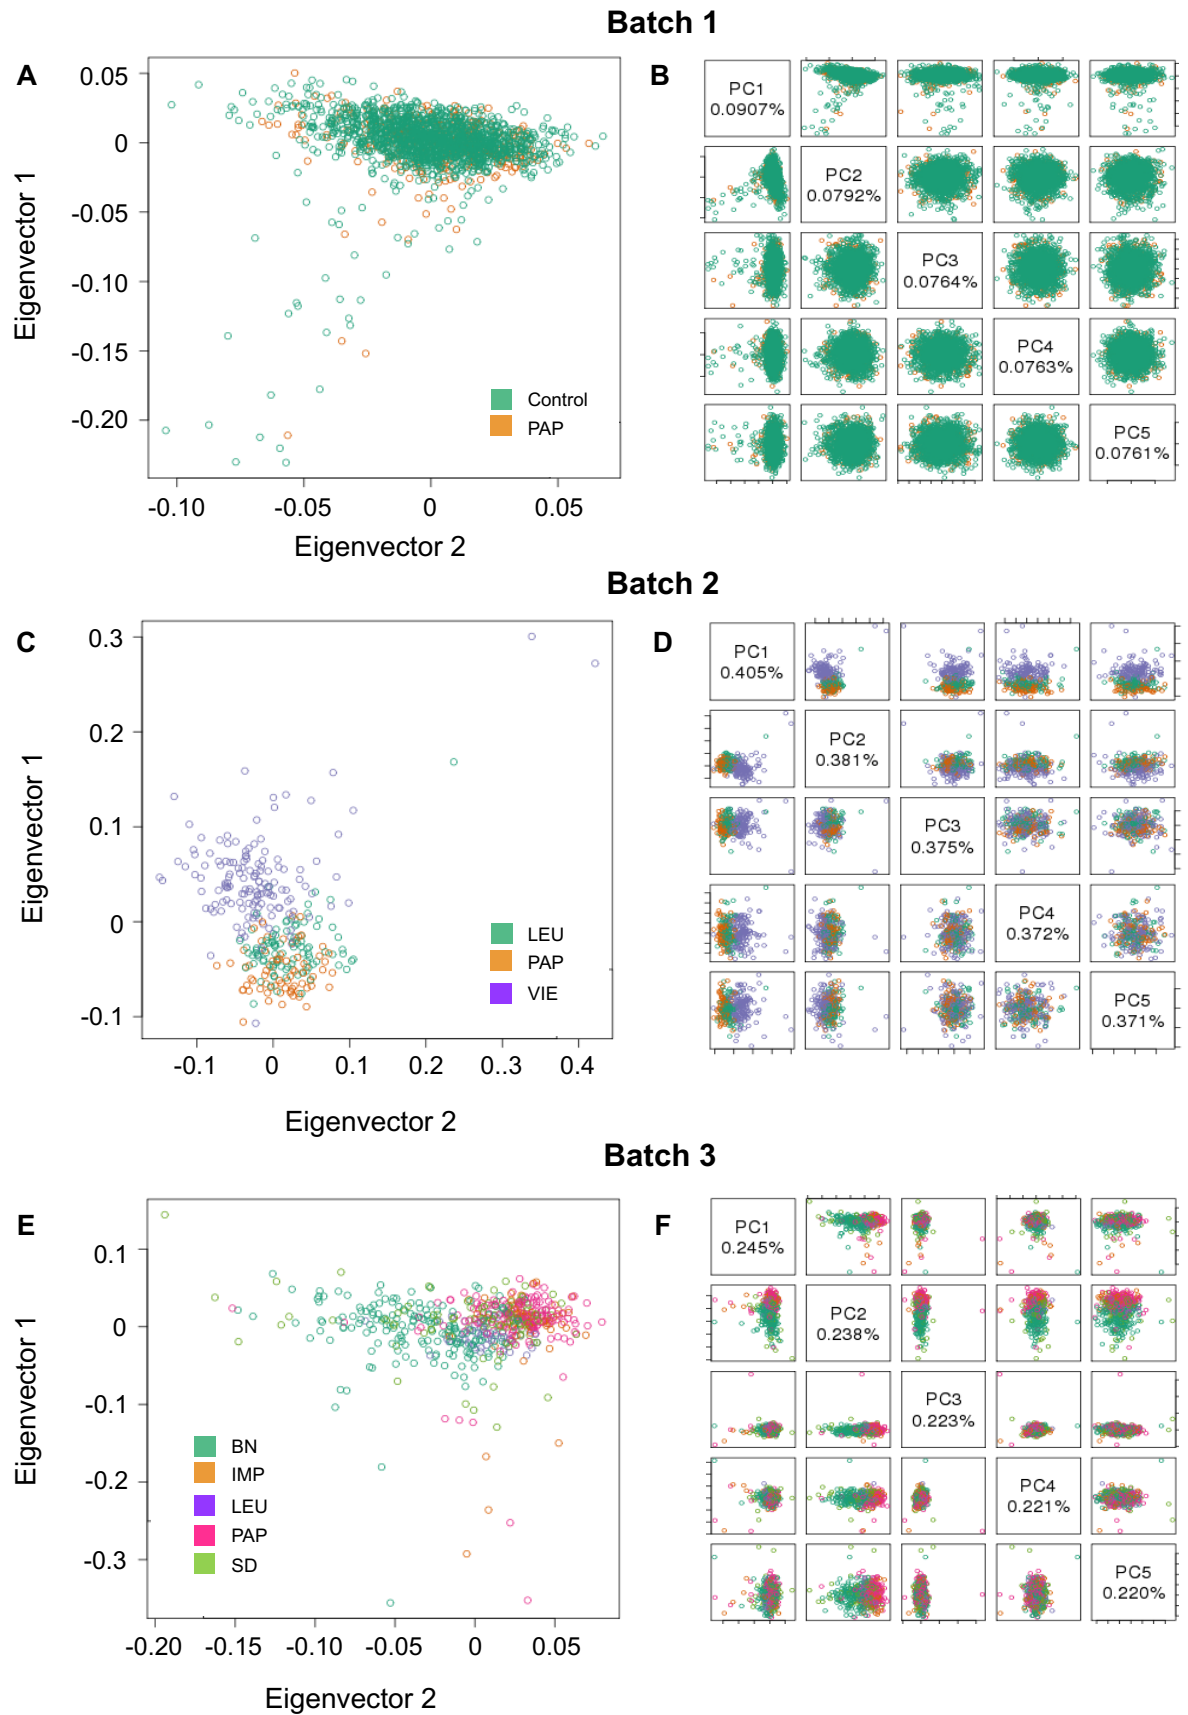 Batch 1
A
0.05
0
-0.05
-0.10
-0.15
-0.20
Eigenvector 1
Control
PAP
-0.10
-0.05
0
0.05
Eigenvector 2
B
PC1
0.0907%
PC2
0.0792%
PC3
0.0764%
PC4
0.0763%
PC5
0.0761%
Batch 2
C
0.3
0.2
0.1
0
-0.1
Eigenvector 1
LEU
PAP
VIE
-0.1
0
0.1
0.2
0..3
0.4
Eigenvector 2
D
PC1
0.405%
PC2
0.381%
PC3
0.375%
PC4
0.372%
PC5
0.371%
Batch 3
E
0.1
0
-0.1
-0.2
-0.3
Eigenvector 1
BN
IMP
LEU
PAP
SD
-0.20
-0.15
-0.10
-0.05
0
0.05
Eigenvector 2
F
PC1
0.245%
PC2
0.238%
PC3
0.223%
PC4
0.221%
PC5
0.220%